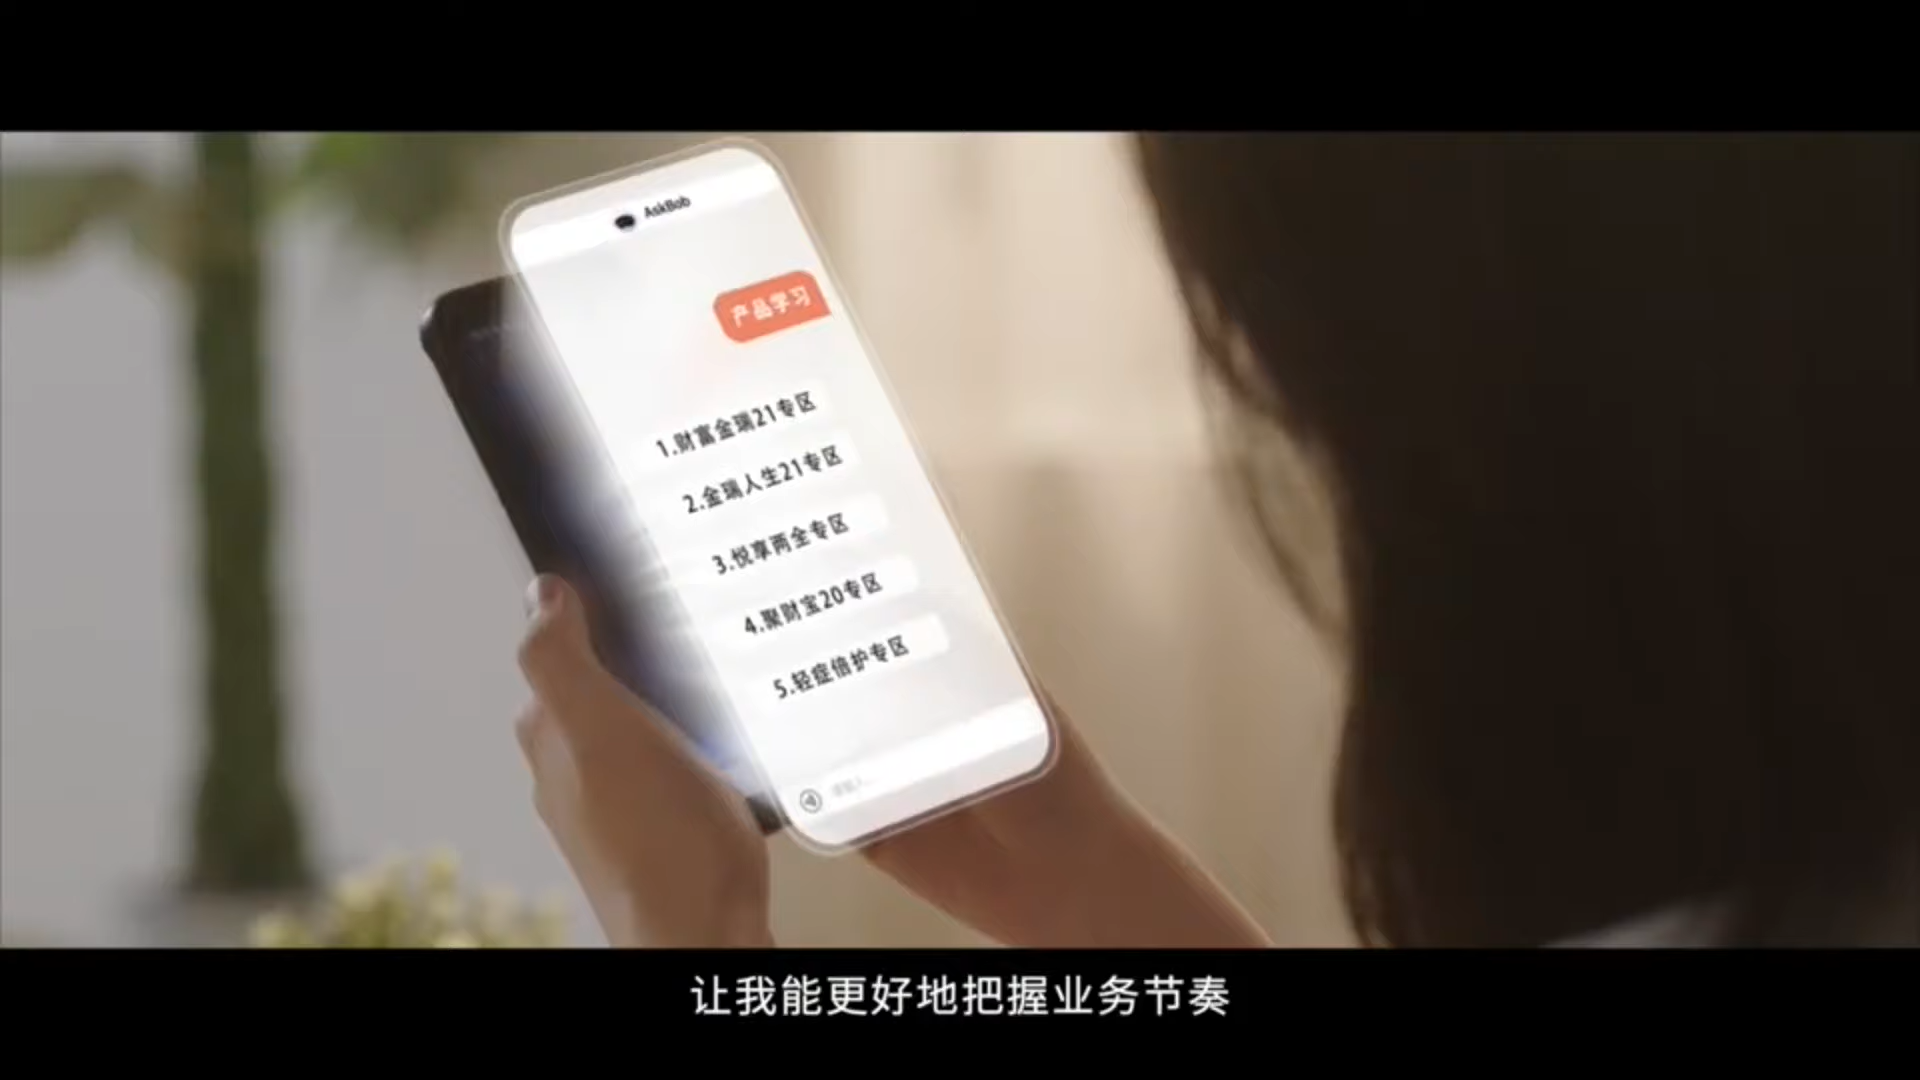 AskBob
产品学习
1.财富金瑞21专区
2.金瑞人生21专区
3.悦享两全专区
4.聚财宝20专区
5.轻症倍护专区
让我能更好地把握业务节奏